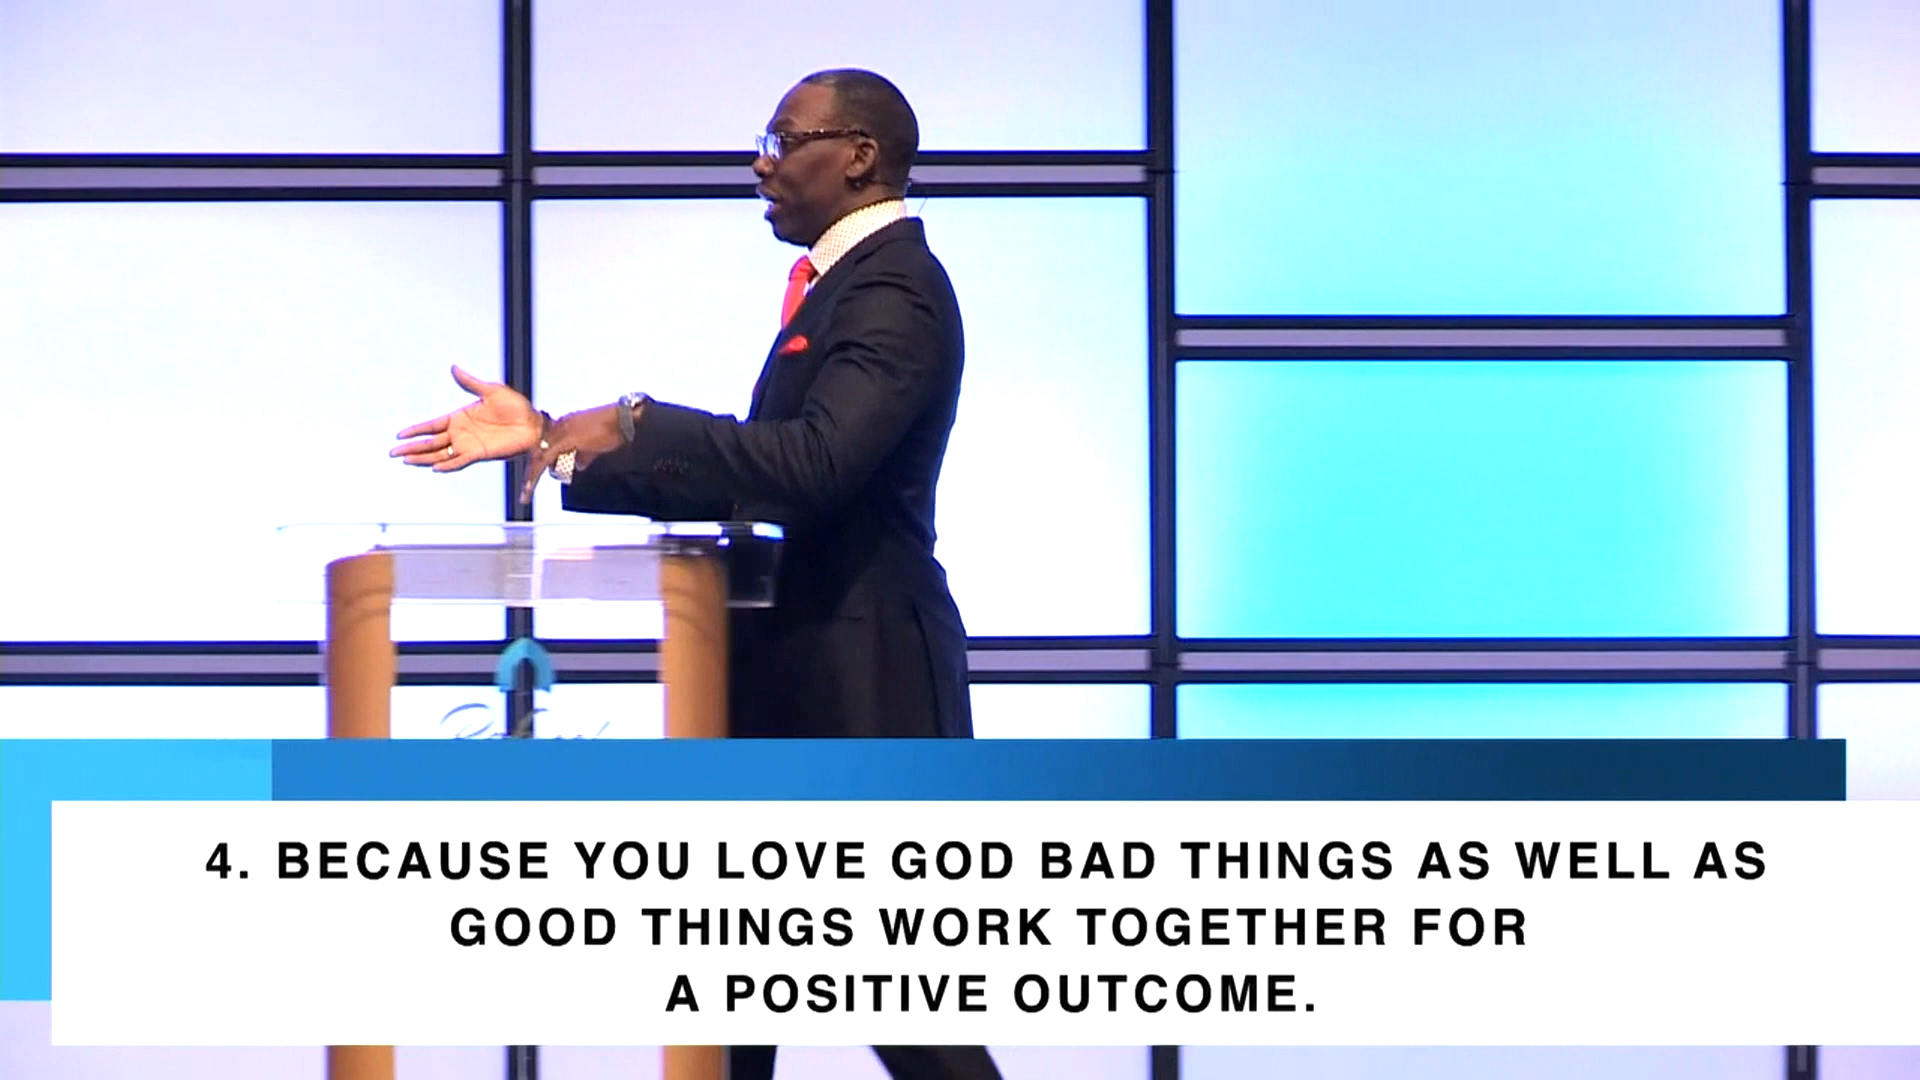 4. BECAUSE YOU LOVE GOD BAD THINGS AS WELL AS
GOOD THINGS WORK TOGETHER FOR
A POSITIVE OUTCOME.